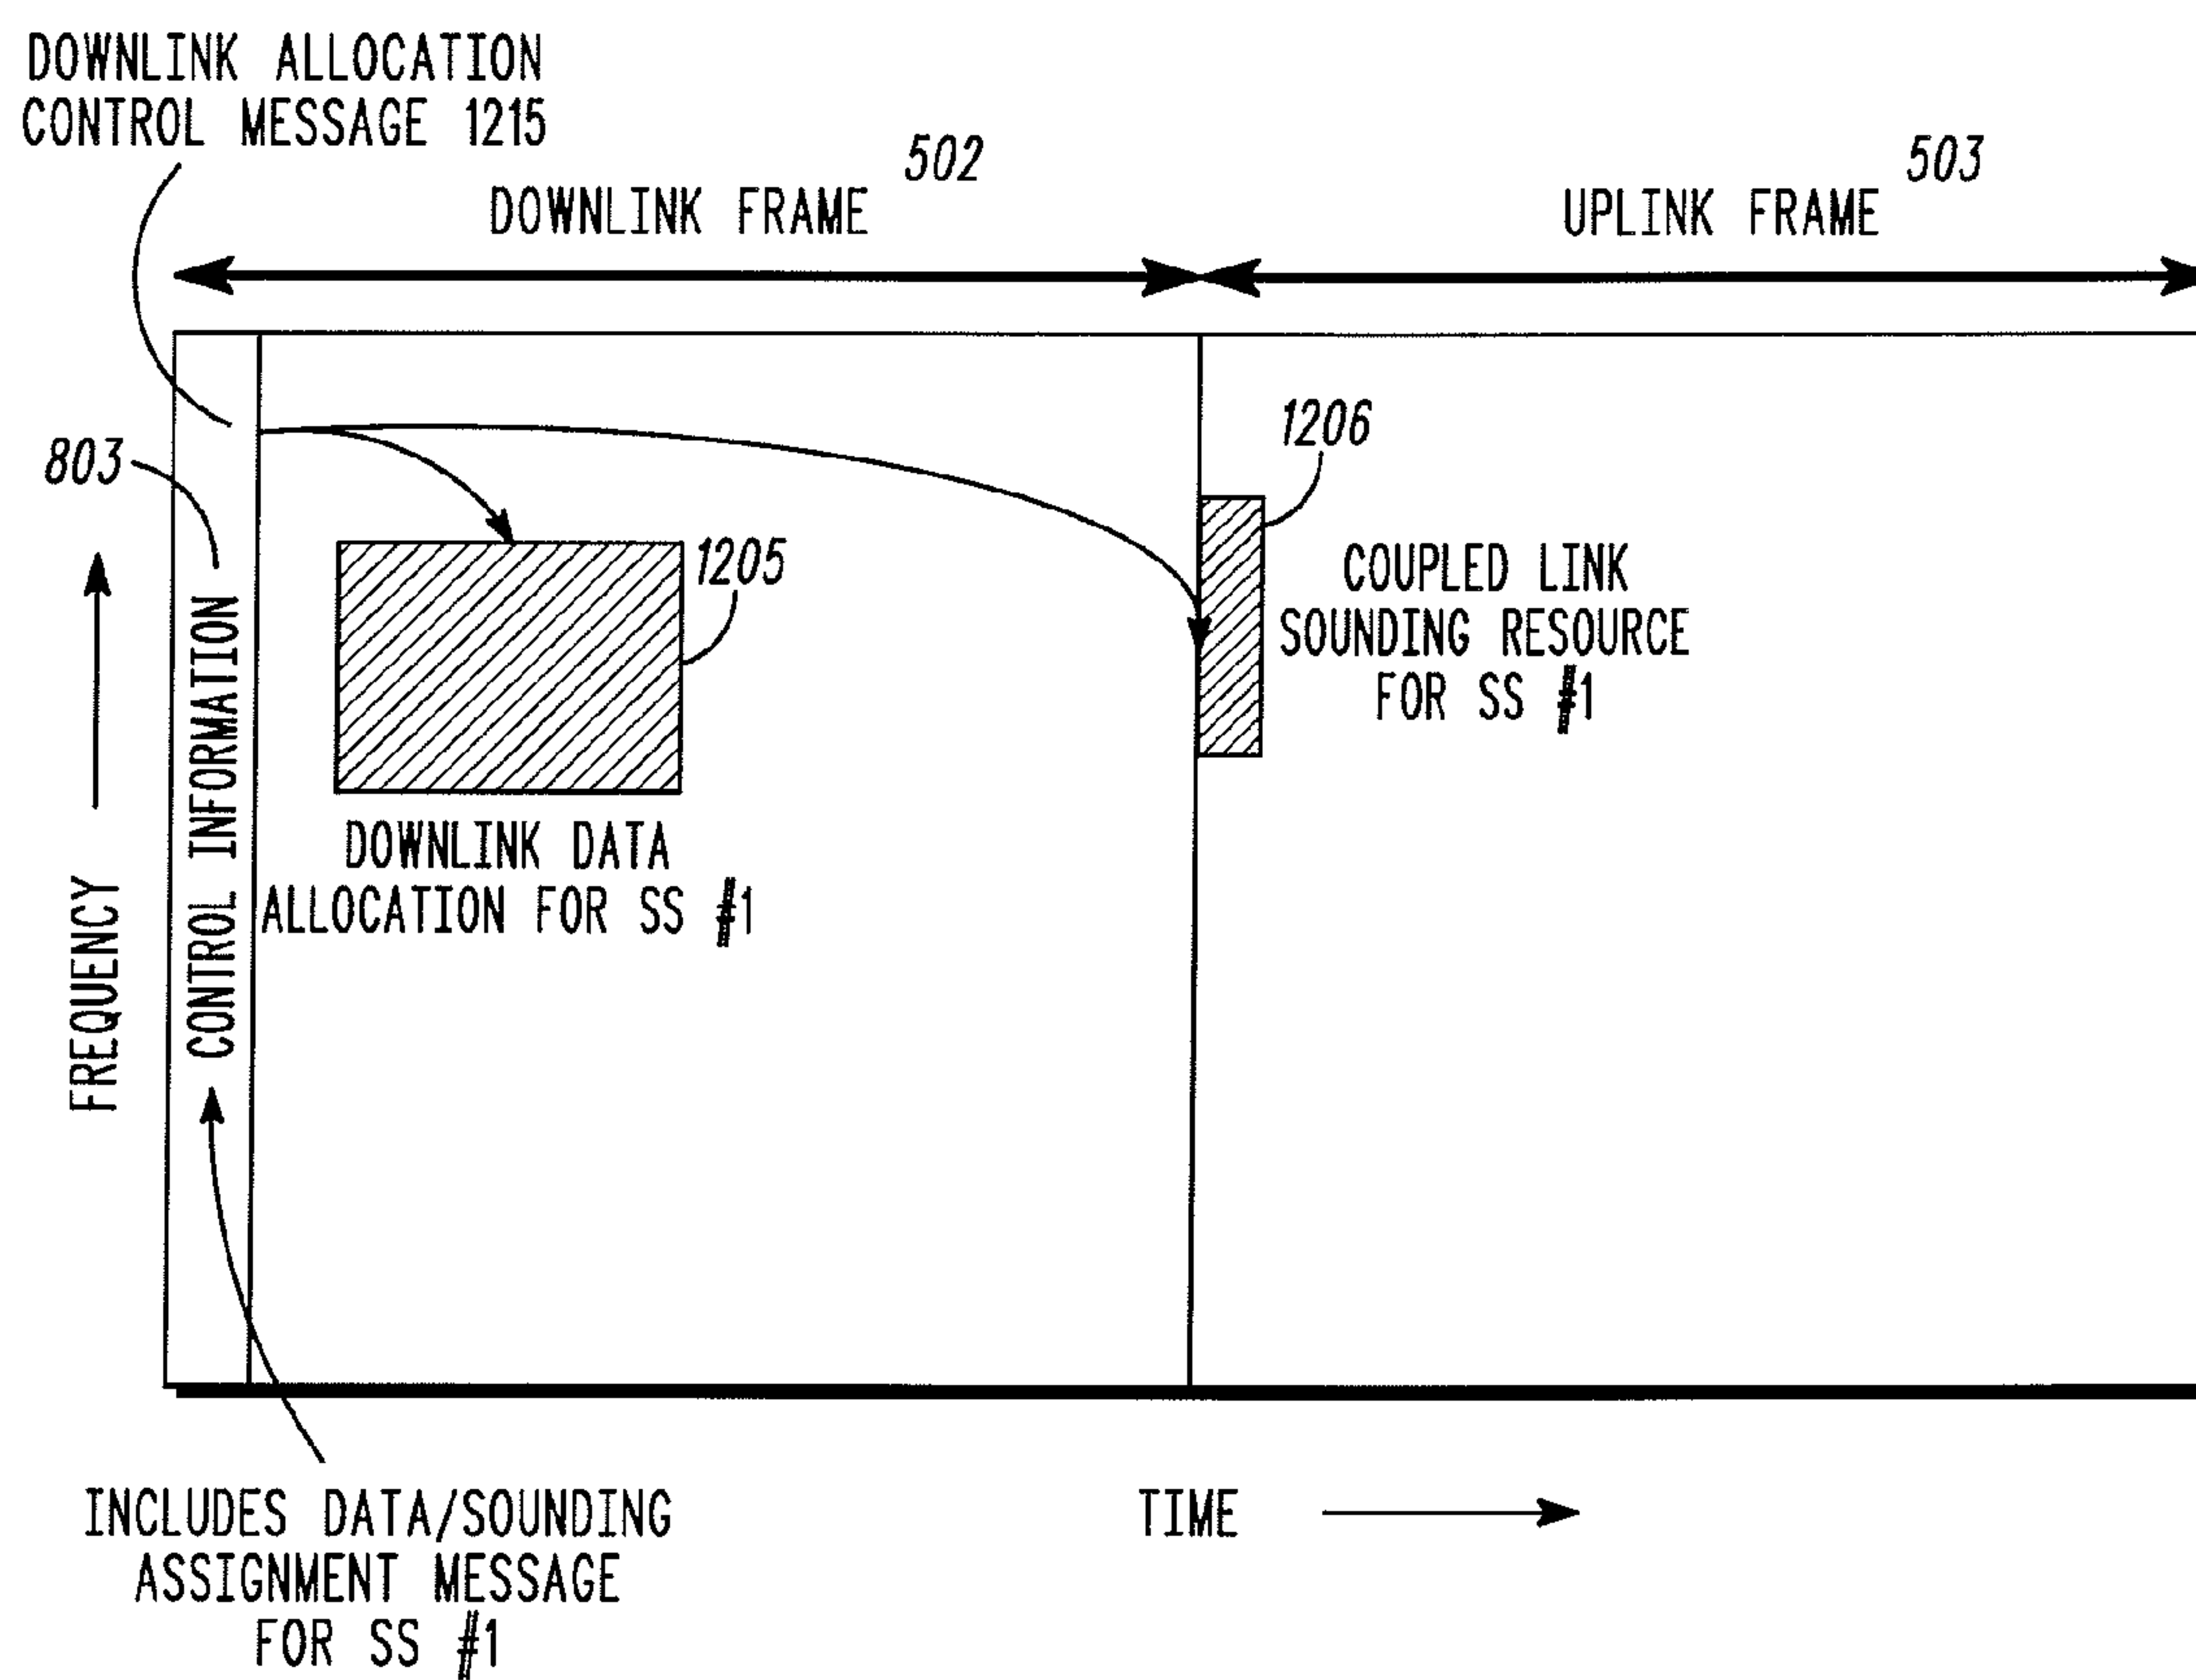 DOWNLINK ALLOCATION
CONTROL MESSAGE 1215
502
503
DOWNLINK FRAME
UPLINK FRAME
1206
803
1205
COUPLED LINK
SOUNDING RESOURCE
FOR SS #1
CONTROL INFORMATION
FREQUENCY
DOWNLINK DATA
ALLOCATION FOR SS #1
INCLUDES DATA/SOUNDING
ASSIGNMENT MESSAGE
FOR SS #1
TIME